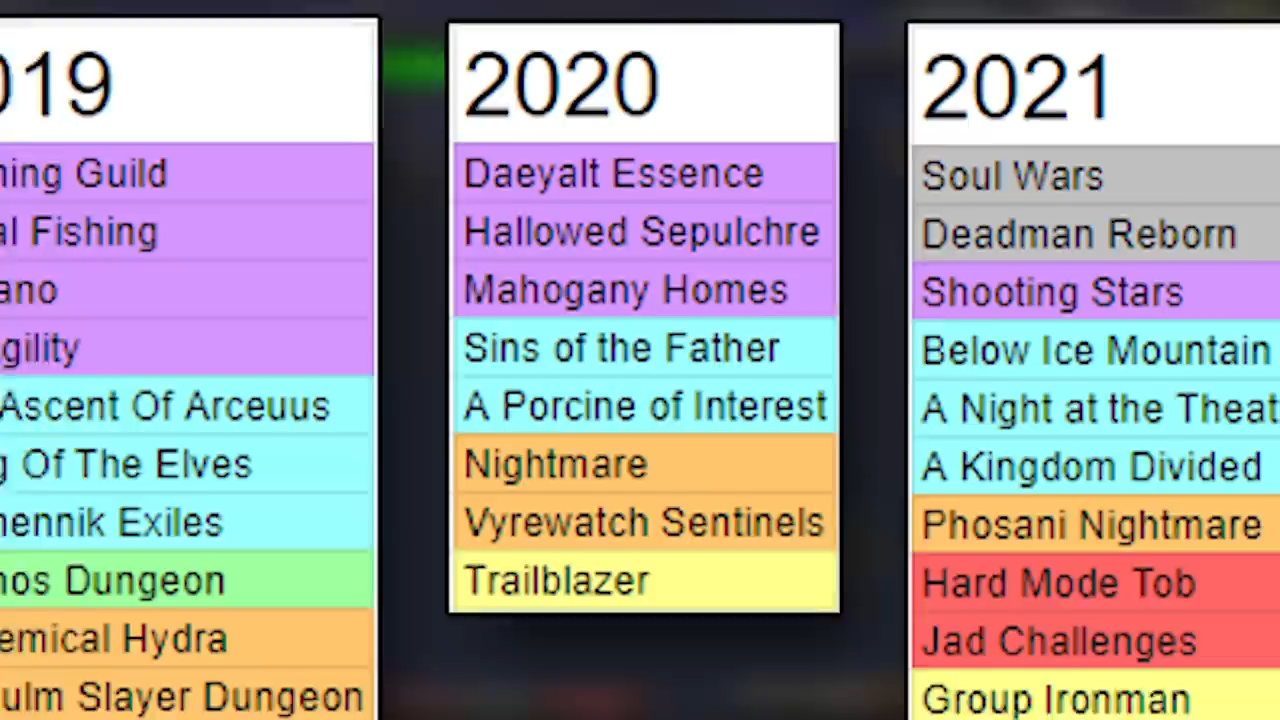 019
ning Guild
al Fishing
ano
gility
Ascent Of Arceuus
g Of The Elves
hennik Exiles
nos Dungeon
emical Hydra
ulm Slayer Dungeon
2020
Daeyalt Essence
Hallowed Sepulchre
Mahogany Homes
Sins of the Father
A Porcine of Interest
Nightmare
Vyrewatch Sentinels
Trailblazer
2021
Soul Wars
Deadman Reborn
Shooting Stars
Below Ice Mountain
A Night at the Theat
A Kingdom Divided
Phosani Nightmare
Hard Mode Tob
Jad Challenges
Group Ironman